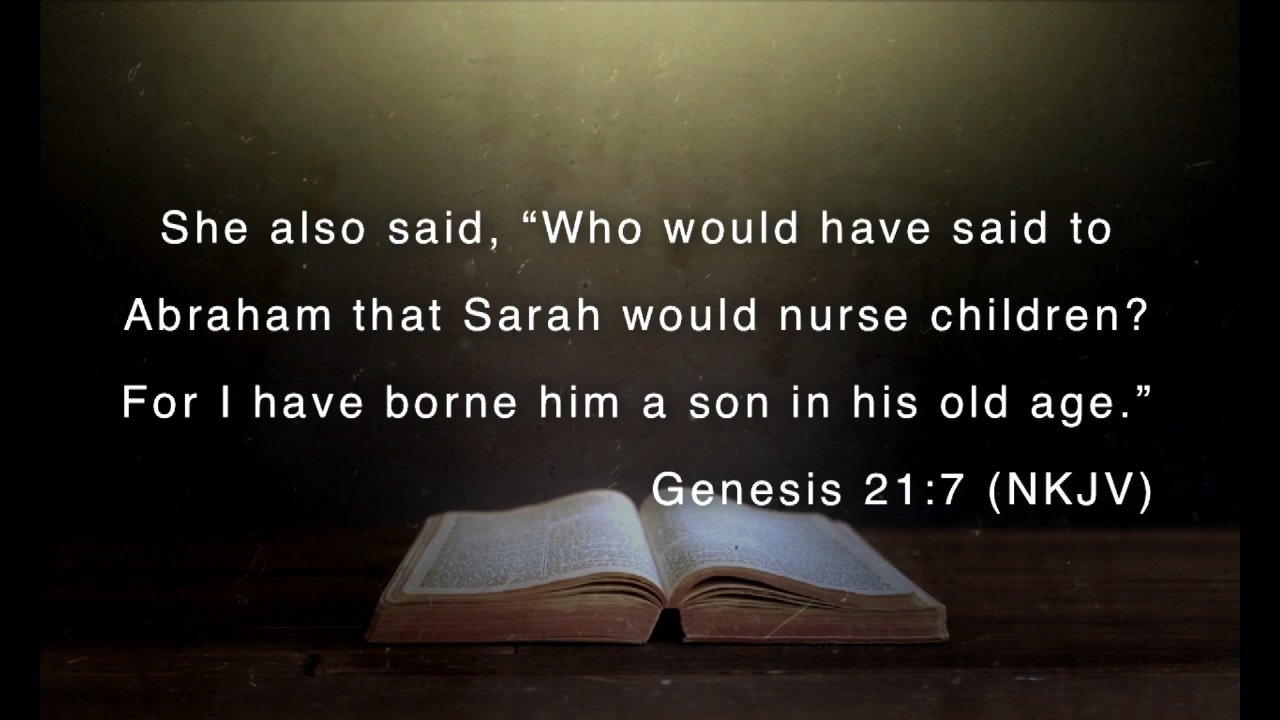 She also said, “Who would have said to
Abraham that Sarah would nurse children?
For I have borne him a son in his old age.”
Genesis 21:7 (NKJV)